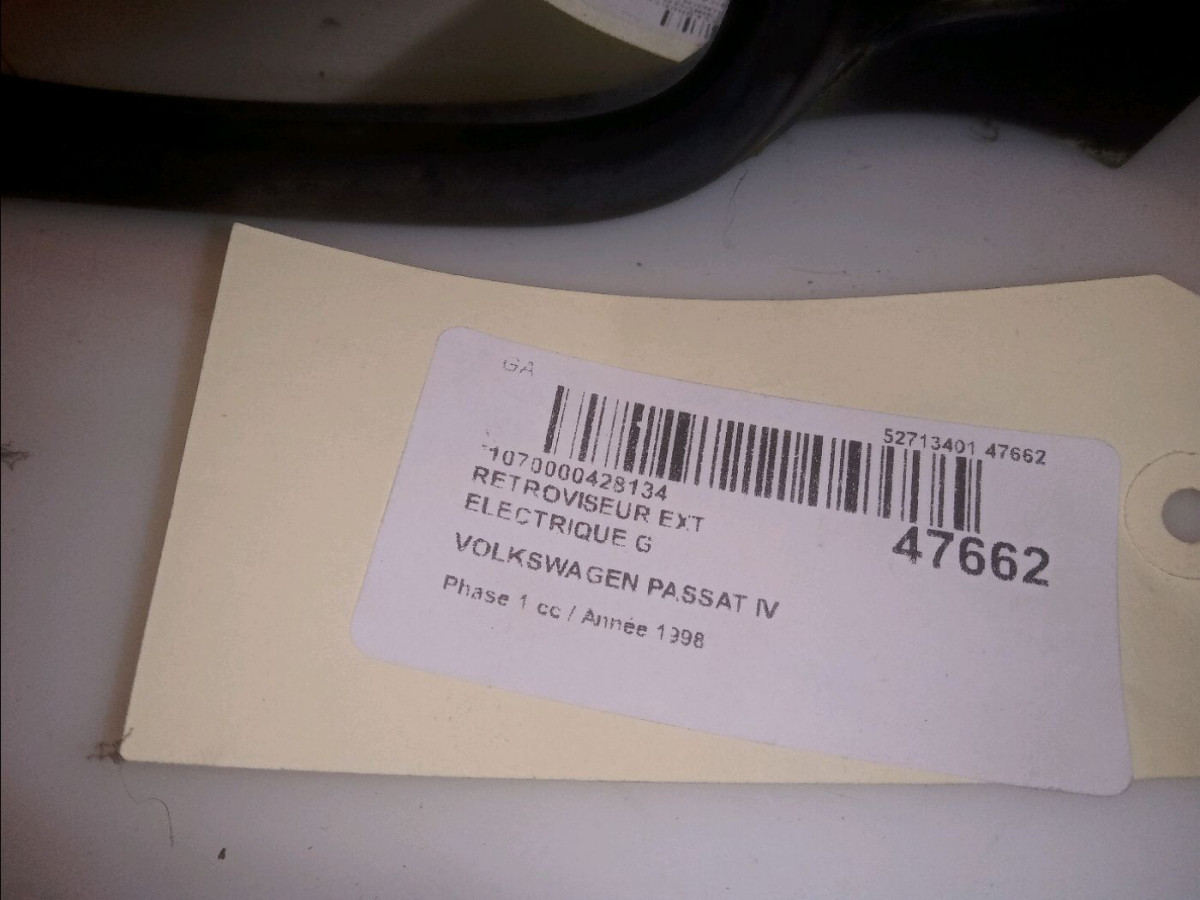 GA
52713401 47662
1070000428134
RETROVISEUR EXT
ELECTRIQUE G
47662
VOLKSWAGEN PASSAT IV
Phase 1 cc / Année 1998